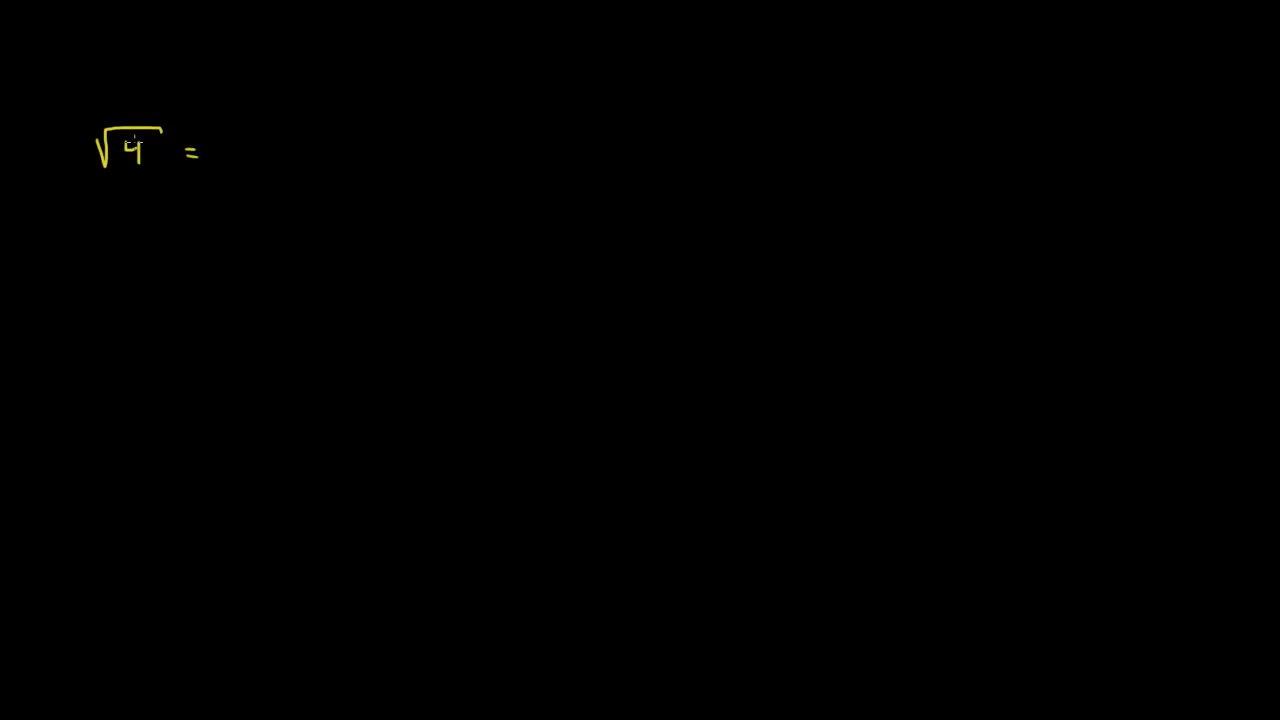 √4 =